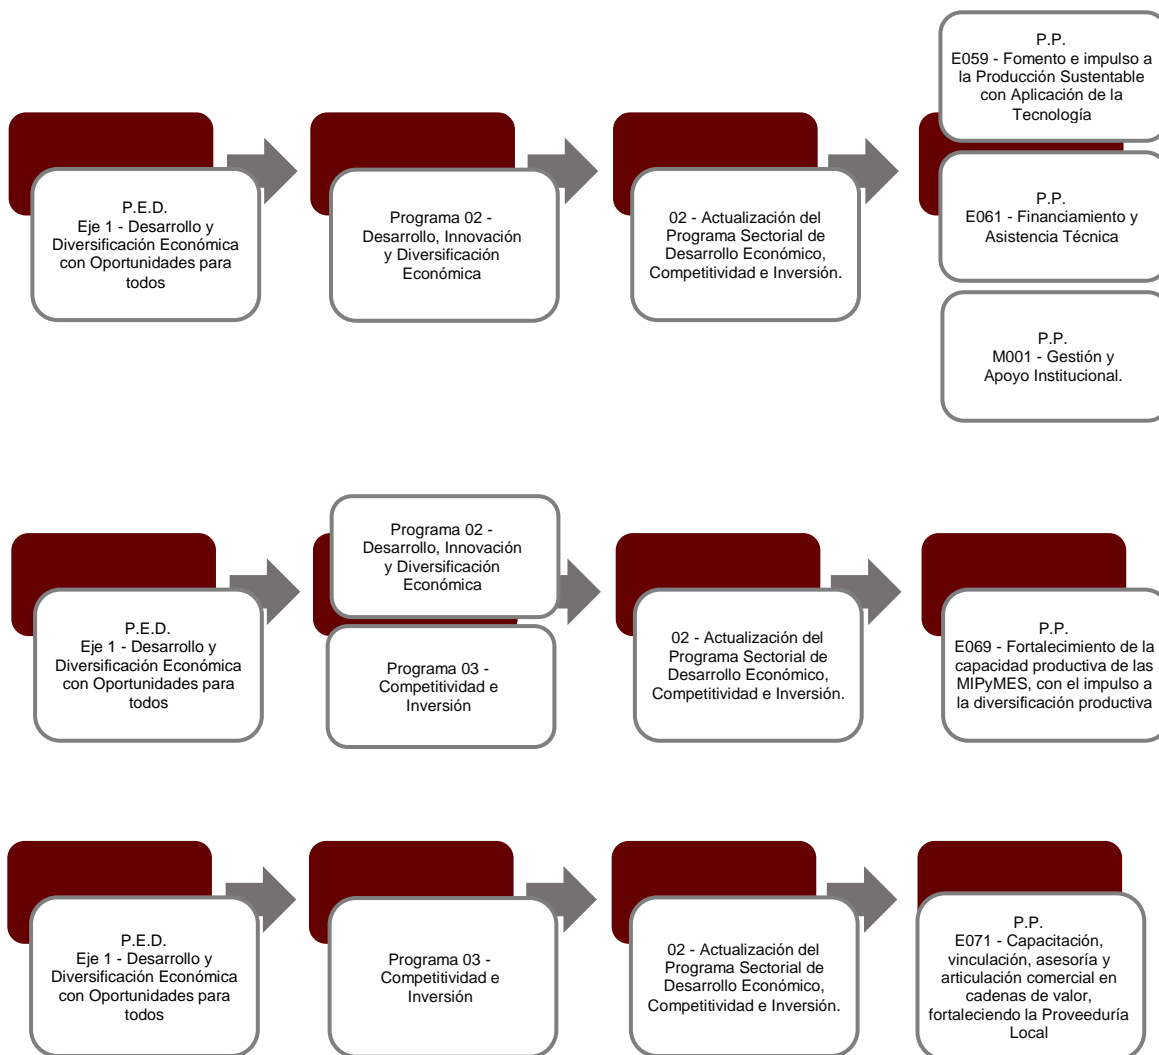 P.E.D.
Eje 1 - Desarrollo y
Diversificación Económica
con Oportunidades para
todos
Programa 02 -
Desarrollo, Innovación
y Diversificación
Económica
02 - Actualización del
Programa Sectorial de
Desarrollo Económico,
Competitividad e Inversión.
P.P.
E059 - Fomento e impulso a
la Producción Sustentable
con Aplicación de la
Tecnología
P.P.
E061 - Financiamiento y
Asistencia Técnica
P.P.
M001 - Gestión y
Apoyo Institucional.
P.E.D.
Eje 1 - Desarrollo y
Diversificación Económica
con Oportunidades para
todos
Programa 02 -
Desarrollo, Innovación
y Diversificación
Económica
Programa 03 -
Competitividad e
Inversión
02 - Actualización del
Programa Sectorial de
Desarrollo Económico,
Competitividad e Inversión.
P.P.
E069 - Fortalecimiento de la
capacidad productiva de las
MIPyMES, con el impulso a
la diversificación productiva
P.E.D.
Eje 1 - Desarrollo y
Diversificación Económica
con Oportunidades para
todos
Programa 03 -
Competitividad e
Inversión
02 - Actualización del
Programa Sectorial de
Desarrollo Económico,
Competitividad e Inversión.
P.P.
E071 - Capacitación,
vinculación, asesoría y
articulación comercial en
cadenas de valor,
fortaleciendo la Proveeduría
Local